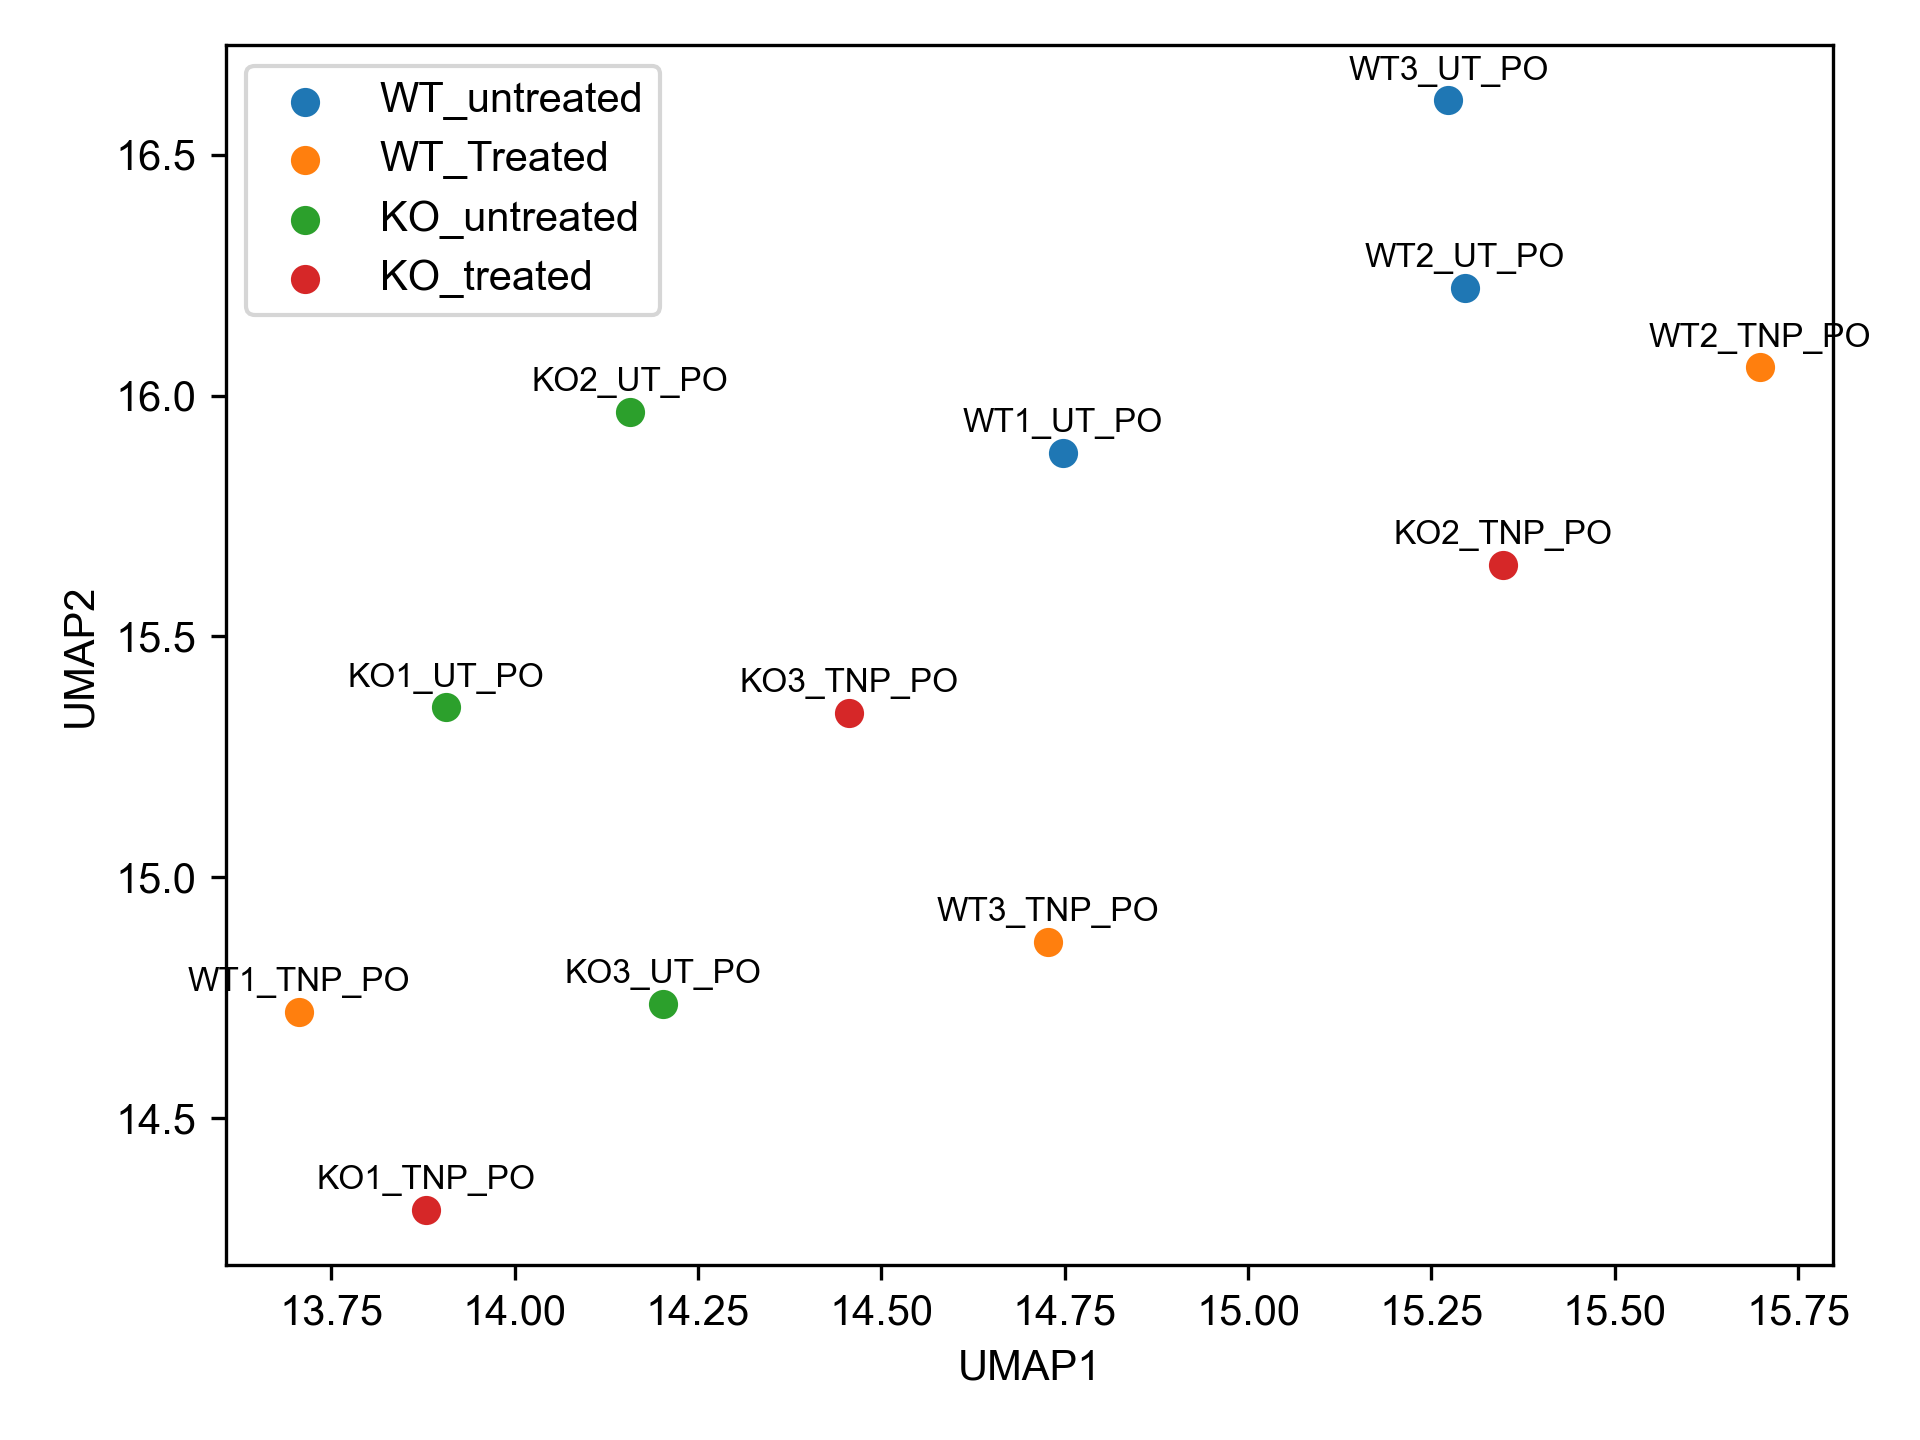 WT_untreated
WT_Treated
KO_untreated
KO_treated
WT3_UT_PO
WT2_UT_PO
WT2_TNP_PO
KO2_UT_PO
WT1_UT_PO
KO2_TNP_PO
KO1_UT_PO
KO3_TNP_PO
WT3_TNP_PO
KO3_UT_PO
WT1_TNP_PO
KO1_TNP_PO
16.5
16.0
15.5
15.0
14.5
UMAP2
13.75 14.00 14.25 14.50 14.75 15.00 15.25 15.50 15.75
UMAP1